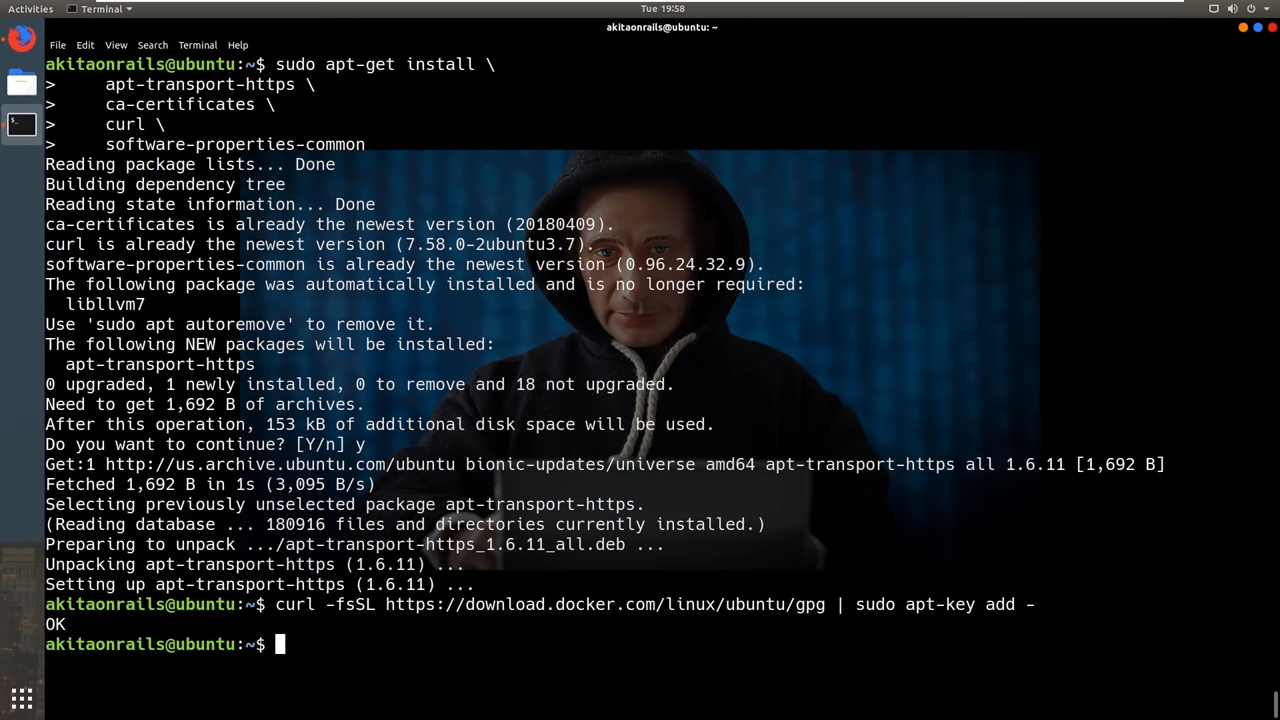 Activities
Terminal
Tue 19:58
akitaonrails@ubuntu: ~
File Edit View Search Terminal Help
akitaonrails@ubuntu:~$ sudo apt-get install \
> apt-transport-https \
> ca-certificates \
> curl \
> software-properties-common
Reading package lists... Done
Building dependency tree
Reading state information... Done
ca-certificates is already the newest version (20180409).
curl is already the newest version (7.58.0-2ubuntu3.7).
software-properties-common is already the newest version (0.96.24.32.9).
The following package was automatically installed and is no longer required:
libllvm7
Use 'sudo apt autoremove' to remove it.
The following NEW packages will be installed:
apt-transport-https
0 upgraded, 1 newly installed, 0 to remove and 18 not upgraded.
Need to get 1,692 B of archives.
After this operation, 153 kB of additional disk space will be used.
Do you want to continue? [Y/n] y
Get:1 http://us.archive.ubuntu.com/ubuntu bionic-updates/universe amd64 apt-transport-https all 1.6.11 [1,692 B]
Fetched 1,692 B in 1s (3,095 B/s)
Selecting previously unselected package apt-transport-https.
(Reading database ... 180916 files and directories currently installed.)
Preparing to unpack .../apt-transport-https_1.6.11_all.deb ...
Unpacking apt-transport-https (1.6.11) ...
Setting up apt-transport-https (1.6.11) ...
akitaonrails@ubuntu:~$ curl -fsSL https://download.docker.com/linux/ubuntu/gpg | sudo apt-key add -
OK
akitaonrails@ubuntu:~$